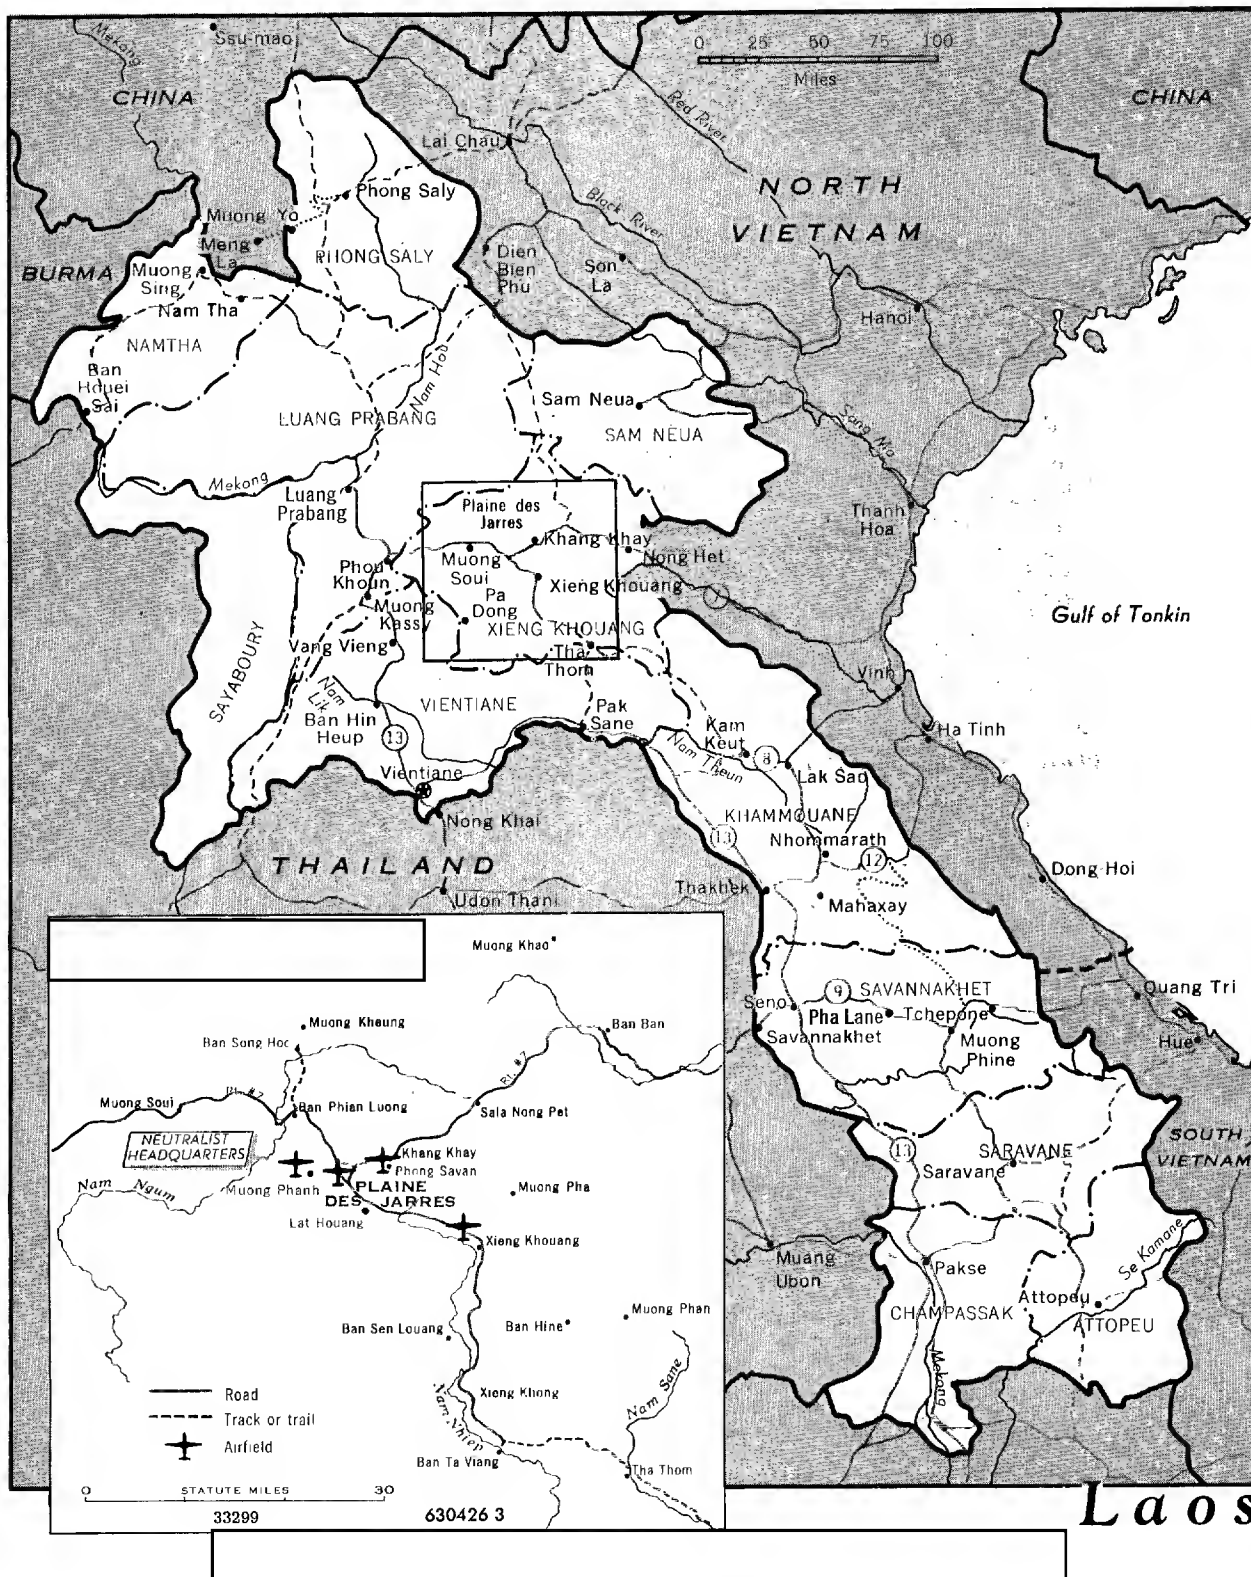 Mekong
Ssu-mao
0 25 50 75 100
Miles
CHINA
CHINA
Red River
Lai Chau
NORTH
VIETNAM
Phong Saly
Black River
Muong Yo
Meng
La
PHONG SALY
BURMA
Muong
Sing
Dien
Bien
Phu
Son
La
Nam Tha
Hanoi
NAMTHA
Ban
Houei
Sai
Nam Hou
LUANG PRABANG
Sam Neua
SAM NEUA
Song Ma
Mekong
Luang
Prabang
Plaine des
Jarres
Thanh
Hoa
Khang Khay
Nong Het
Muong
Soui
Phou
Khoun
Xieng Khouang
7
Pa
Dong
Muong
Kassy
XIENG KHOUANG
Gulf of Tonkin
SAYABOURY
Vang Vieng
Tha
Thom
Vinh
Nam
Lik
VIENTIANE
Pak
Sane
Ban Hin
Heup
13
Kam
Keut
Ha Tinh
Nam Theun
8
Lak Sao
Vientiane
Nong Khai
KHAMMOUANE
13
Nhommarath
12
THAILAND
Udon Thani
Thakhek
Mahaxay
Dong Hoi
Seno
9
SAVANNAKHET
Pha Lane
Tchepone
Quang Tri
Savannakhet
Muong
Phine
Hue
SARAVANE
13
Saravane
SOUTH
VIETNAM
Muang
Ubon
Pakse
Se Kamane
Attopeu
CHAMPASSAK
ATTOPEU
Mekong
Muong Khao
Muong Kheung
Ban Ban
Ban Song Hoc
Rt. #7
Rt. #7
Muong Soui
Ban Phian Luong
Sala Nong Pet
NEUTRALIST
HEADQUARTERS
Khang Khay
Phong Savan
Nam Ngum
Muong Phanh
PLAINE
DES JARRES
Muong Pha
Lat Houang
Xieng Khouang
Muong Phan
Ban Sen Louang
Ban Hine
Xieng Khong
Nam Sane
Nam Nhiep
Road
Track or trail
Airfield
Ban Ta Viang
Tha Thom
0 STATUTE MILES 30
33299
630426 3
Laos